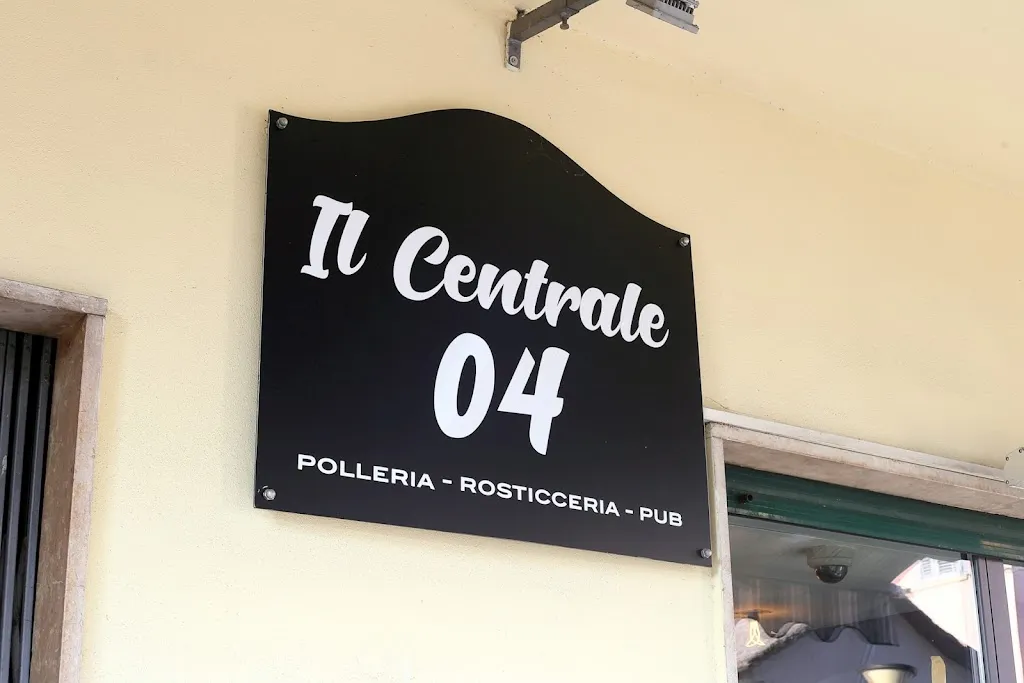 Il Centrale
04
POLLERIA - ROSTICCERIA - PUB